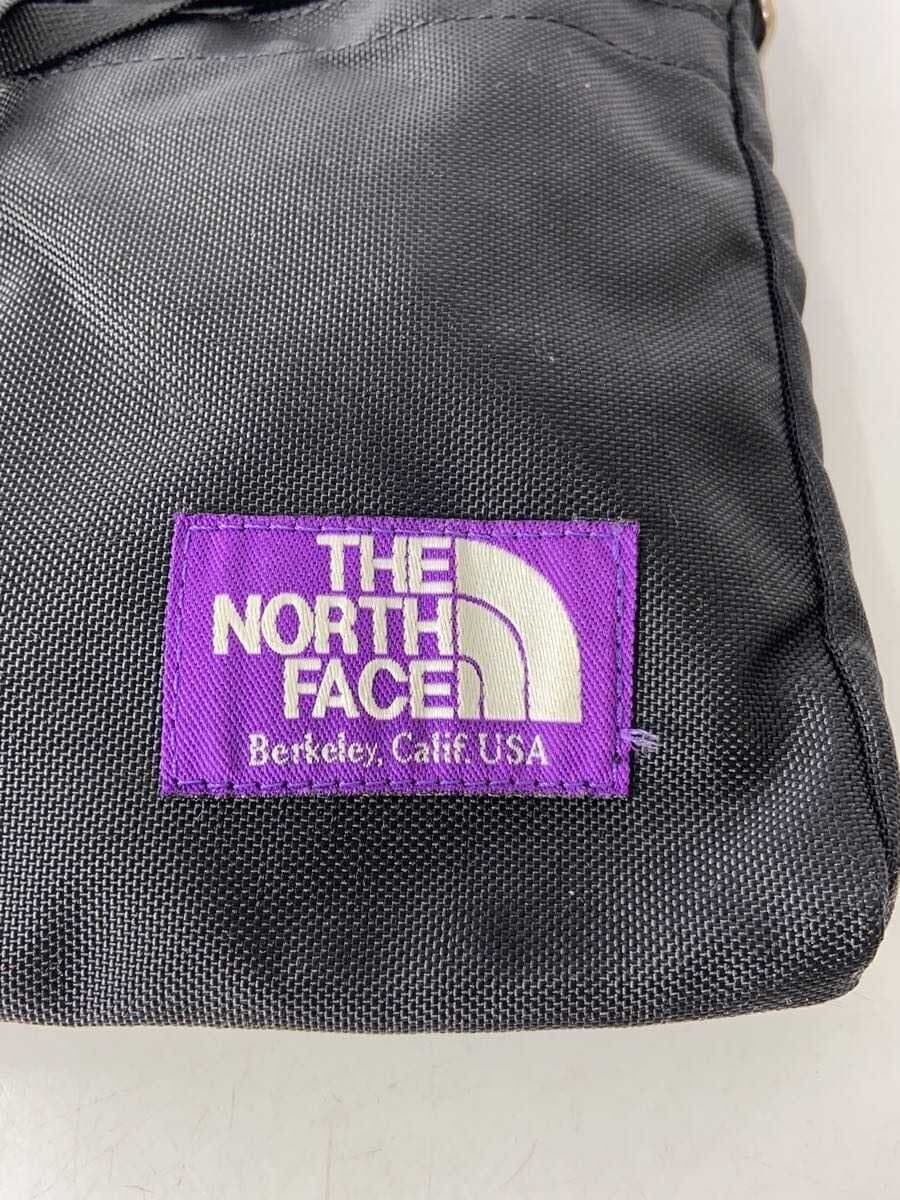 THE
NORTH
FACE
Berkeley, Calif. USA